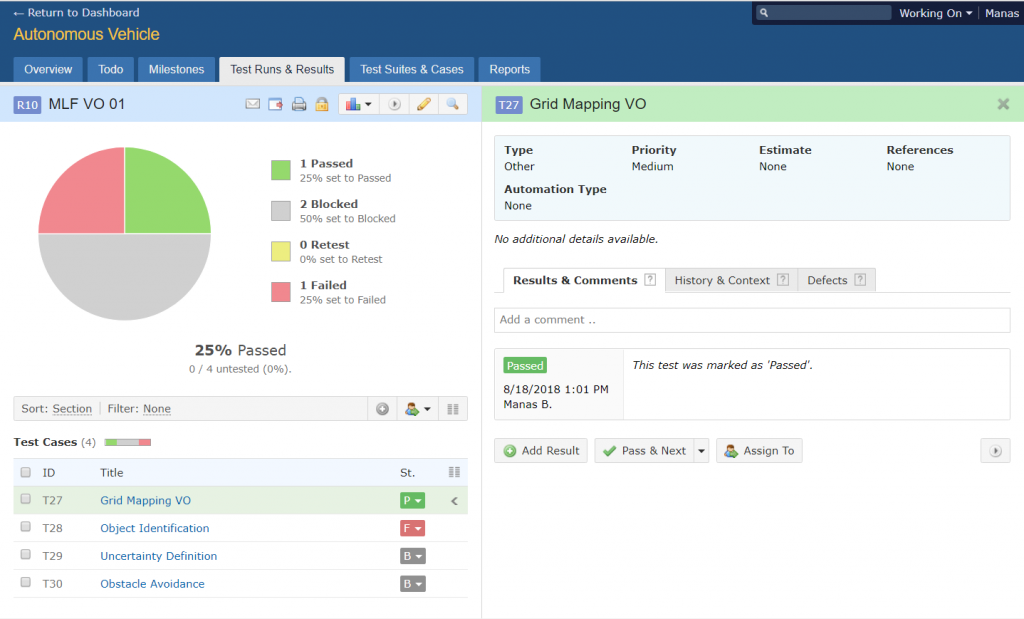 ← Return to Dashboard
Working On
Manas
Autonomous Vehicle
Overview
Todo
Milestones
Test Runs & Results
Test Suites & Cases
Reports
R10 MLF VO 01
1 Passed
25% set to Passed
2 Blocked
50% set to Blocked
0 Retest
0% set to Retest
1 Failed
25% set to Failed
25% Passed
0 / 4 untested (0%).
Sort: Section Filter: None
Test Cases (4)
ID Title St.
T27 Grid Mapping VO P <
T28 Object Identification F
T29 Uncertainty Definition B
T30 Obstacle Avoidance B
T27 Grid Mapping VO
Type Priority Estimate References
Other Medium None None
Automation Type
None
No additional details available.
Results & Comments ? History & Context ? Defects ?
Add a comment ..
Passed
8/18/2018 1:01 PM
Manas B.
This test was marked as 'Passed'.
Add Result Pass & Next Assign To